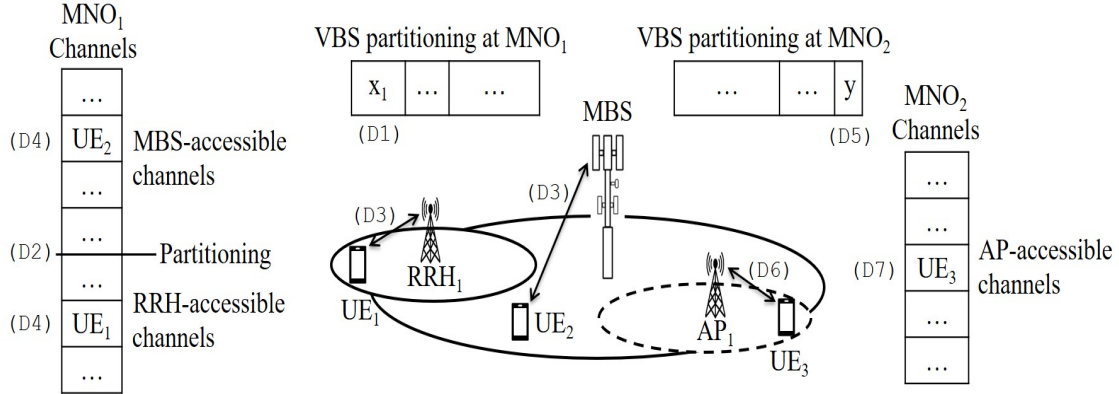 MNO₁
Channels
...
(D4) UE₂
MBS-accessible
channels
...
...
(D2) Partitioning
...
(D4) UE₁
RRH-accessible
channels
...
VBS partitioning at MNO₁
x₁ ... ...
(D1)
VBS partitioning at MNO₂
... ... y
(D5)
MBS
(D3)
(D3)
RRH₁
UE₁
UE₂
(D6)
AP₁
UE₃
MNO₂
Channels
...
...
(D7) UE₃
AP-accessible
channels
...
...